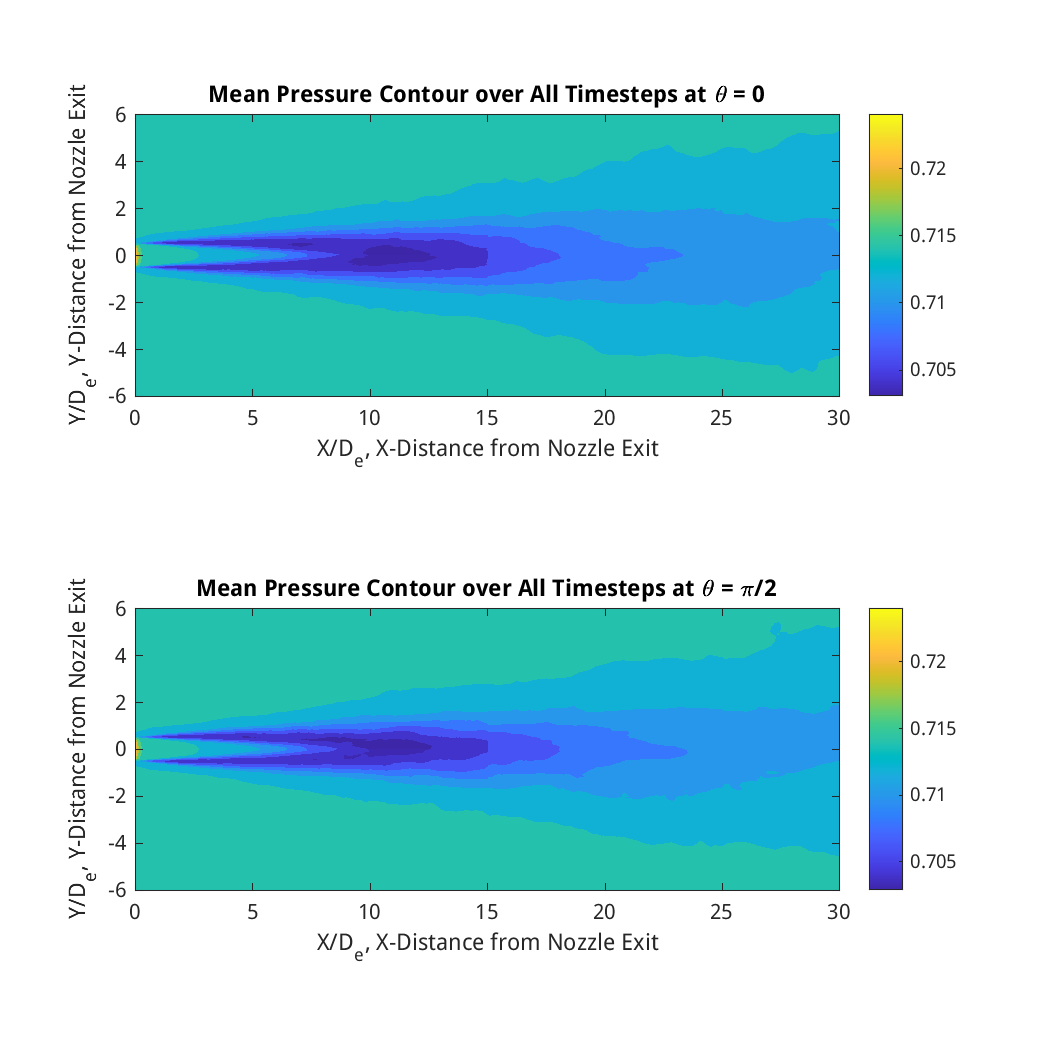 Mean Pressure Contour over All Timesteps at θ = 0
Y/Dₑ, Y-Distance from Nozzle Exit
6
4
2
0
-2
-4
-6
0 5 10 15 20 25 30
X/Dₑ, X-Distance from Nozzle Exit
0.72
0.715
0.71
0.705
Mean Pressure Contour over All Timesteps at θ = π/2
Y/Dₑ, Y-Distance from Nozzle Exit
6
4
2
0
-2
-4
-6
0 5 10 15 20 25 30
X/Dₑ, X-Distance from Nozzle Exit
0.72
0.715
0.71
0.705